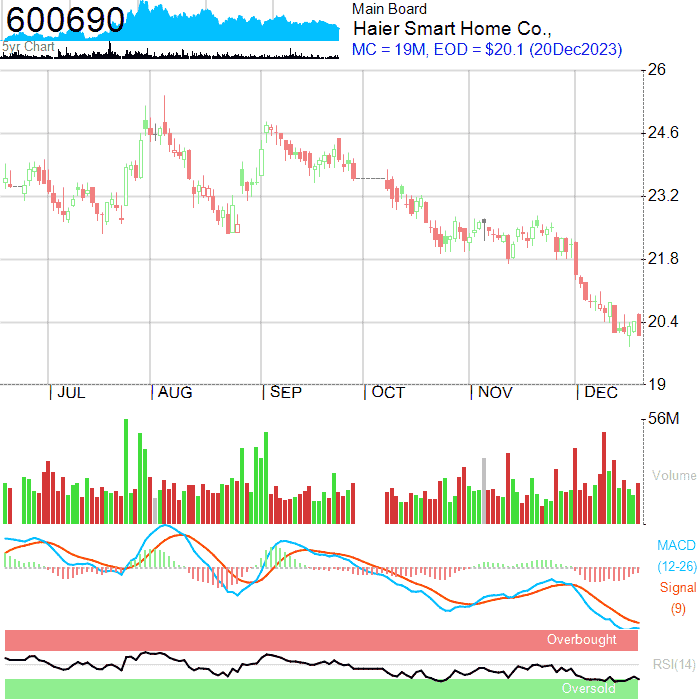 600690
5yr Chart
Main Board
Haier Smart Home Co.,
MC = 19M, EOD = $20.1 (20Dec2023)
26
24.6
23.2
21.8
20.4
19
JUL
AUG
SEP
OCT
NOV
DEC
56M
Volume
MACD
(12-26)
Signal
(9)
Overbought
RSI(14)
Oversold